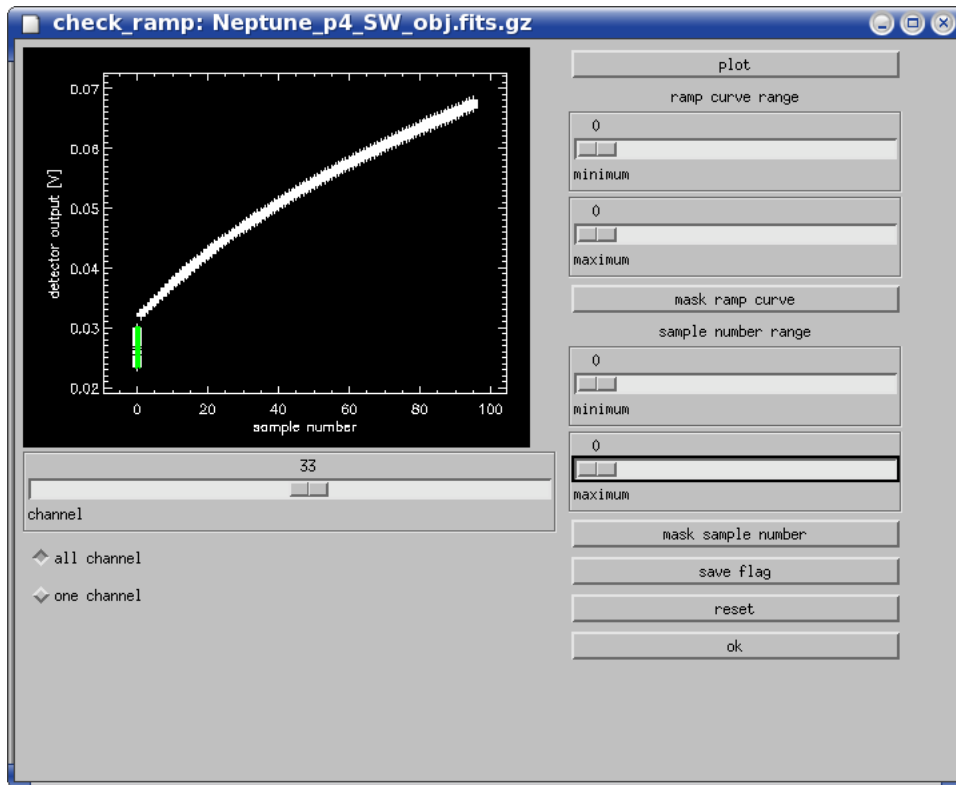 check_ramp: Neptune_p4_SW_obj.fits.gz
0.07
0.06
0.05
0.04
0.03
0.02
detector output [V]
0 20 40 60 80 100
sample number
33
channel
all channel
one channel
plot
ramp curve range
0
minimum
0
maximum
mask ramp curve
sample number range
0
minimum
0
maximum
mask sample number
save flag
reset
ok